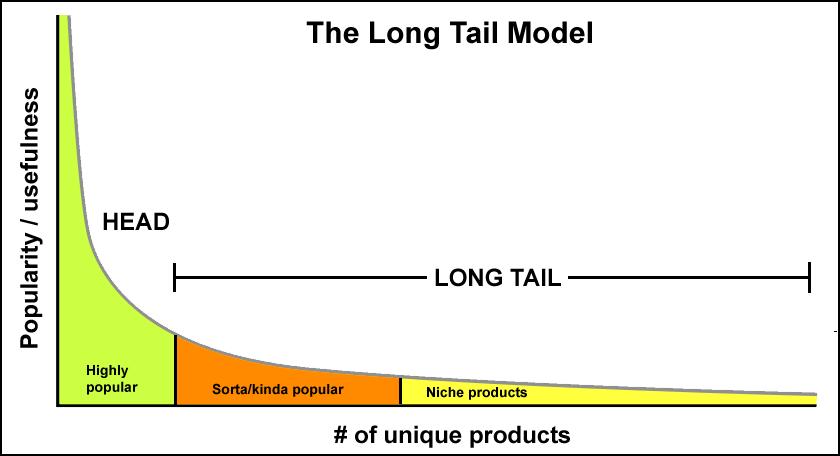 The Long Tail Model
Popularity / usefulness
HEAD
LONG TAIL
Highly
popular
Sorta/kinda popular
Niche products
# of unique products